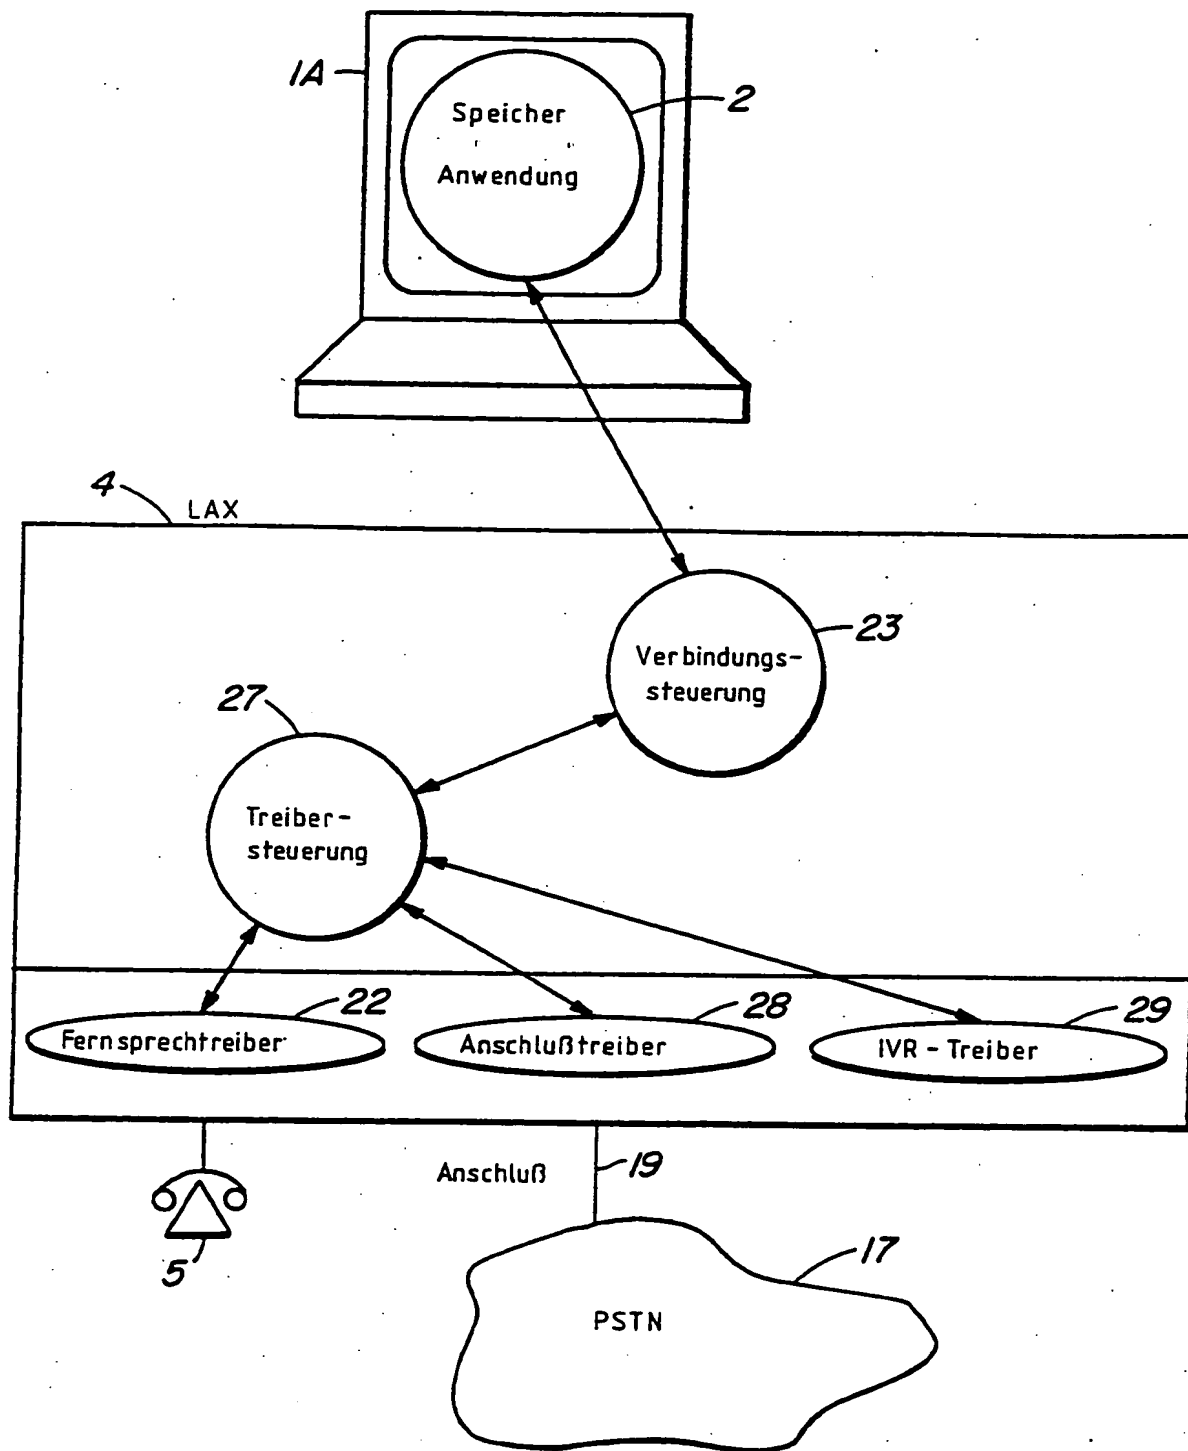 1A
2
Speicher
Anwendung
4
LAX
23
Verbindungs-
steuerung
27
Treiber-
steuerung
22
28
29
Fernsprechtreiber
Anschlußtreiber
IVR-Treiber
Anschluß
19
5
17
PSTN